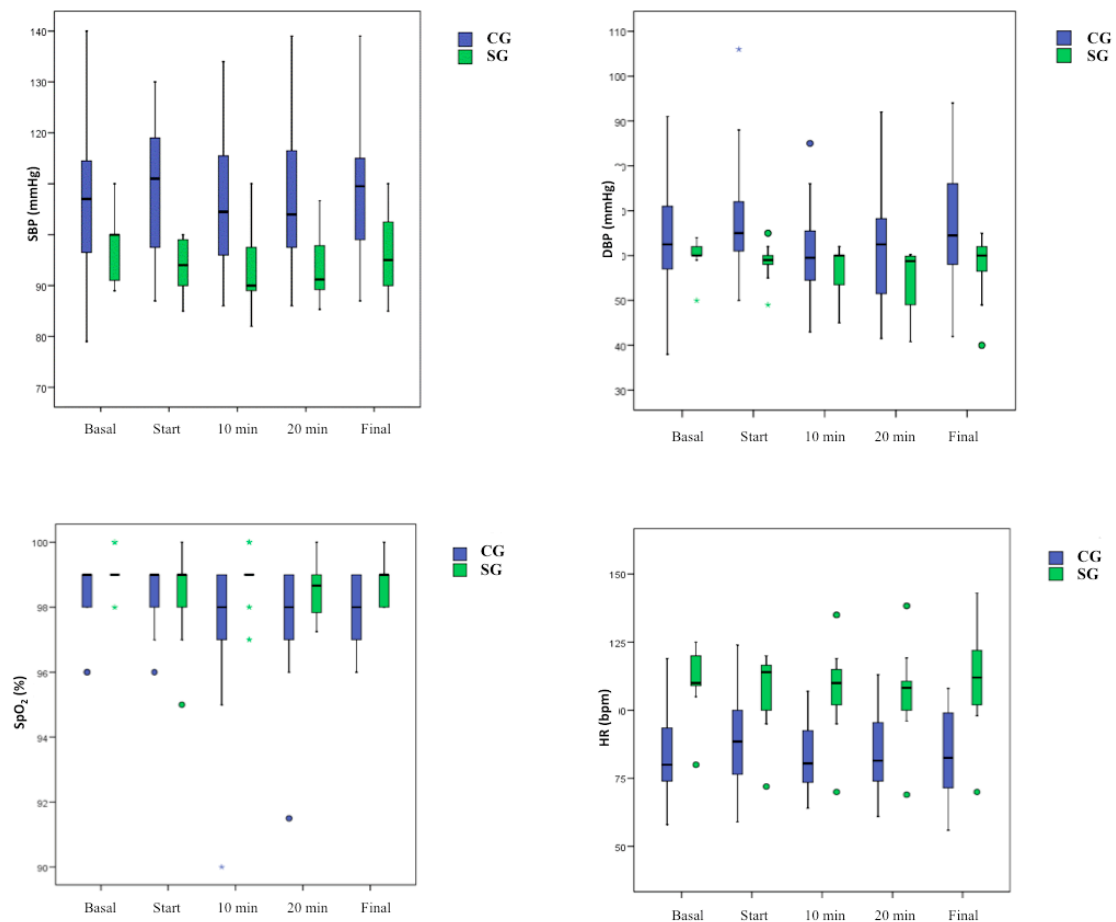 140
130
120
90
80
70
SBP (mmHg)
Basal Start 10 min 20 min Final
CG
SG
110
100
90
50
40
30
DBP (mmHg)
Basal Start 10 min 20 min Final
CG
SG
100
98
96
94
92
90
SpO₂ (%)
Basal Start 10 min 20 min Final
CG
SG
150
125
75
50
HR (bpm)
Basal Start 10 min 20 min Final
CG
SG